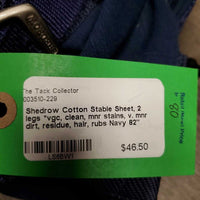 The Tack Collector
003510-229
Shedrow Cotton Stable Sheet, 2
legs *vgc, clean, mnr stains, v. mnr
dirt, residue, hair, rubs Navy 82"
$46.50
LS6BWT